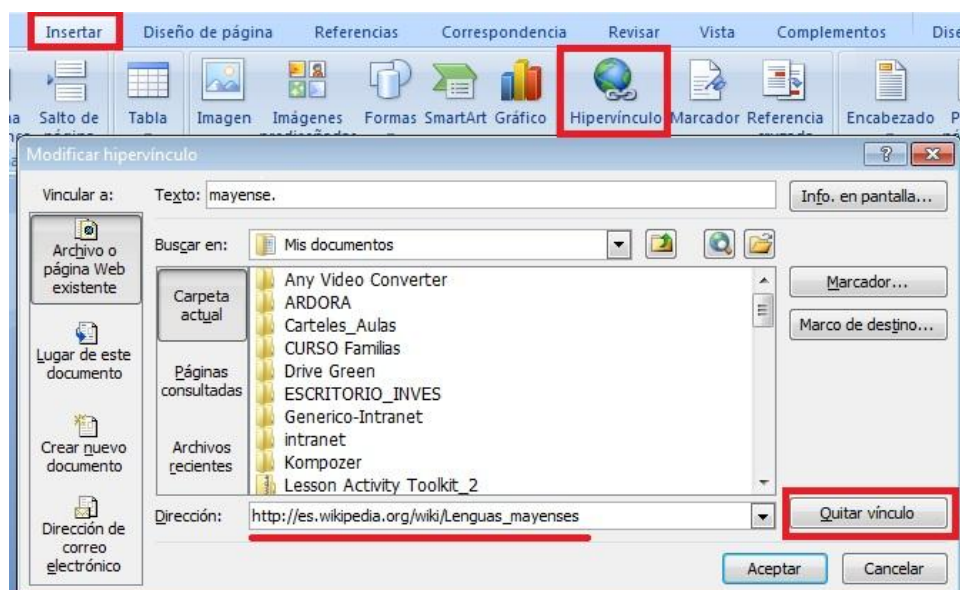 Insertar Diseño de página Referencias Correspondencia Revisar Vista Complementos
Salto de Tabla Imagen Imágenes Formas SmartArt Gráfico Hipervínculo Marcador Referencia Encabezado
Modificar hipervínculo
Vincular a: Texto: mayense. Info. en pantalla...
Archivo o
página Web
existente
Buscar en: Mis documentos
Carpeta
actual
Any Video Converter
ARDORA
Carteles_Aulas
CURSO Familias
Drive Green
ESCRITORIO_INVES
Generico-Intranet
intranet
Kompozer
Lesson Activity Toolkit_2
Marcador...
Marco de destino...
Lugar de este
documento
Páginas
consultadas
Crear nuevo
documento
Archivos
recientes
Dirección de
correo
electrónico
Dirección: http://es.wikipedia.org/wiki/Lenguas_mayenses Quitar vínculo
Aceptar Cancelar